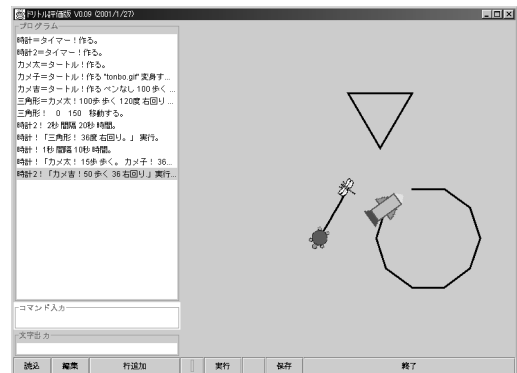 ドリトル評価版 V0.09 (2001/1/27)
プログラム
時計=タイマー！作る。
時計2=タイマー！作る。
カメ太=タートル！作る。
カメ子=タートル！作る "tonbo.gif" 変身す...
カメ吉=タートル！作る ペンなし 100 歩 く ...
三角形=カメ太！100歩 歩く 120度 右回り ...
三角形！ 0 150 移動する。
時計2！ 2秒 間隔 20秒 時間。
時計！「三角形！ 36度 右回り。」 実行。
時計！ 1秒 間隔 10秒 時間。
時計！「カメ太！ 15歩 歩く。 カメ子！ 36...
時計2！「カメ吉！50 歩く 36 右回り。」実行...
コマンド入力
文字出力
読込 編集 行追加 実行 保存 終了